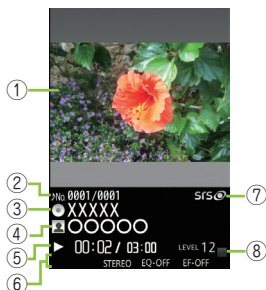 ①
②
♪No. 0001/0001
SRS
⑦
③
XXXXX
④
○○○○○
⑤
00:02 / 03:00
LEVEL 12
⑧
⑥
STEREO EQ-OFF EF-OFF